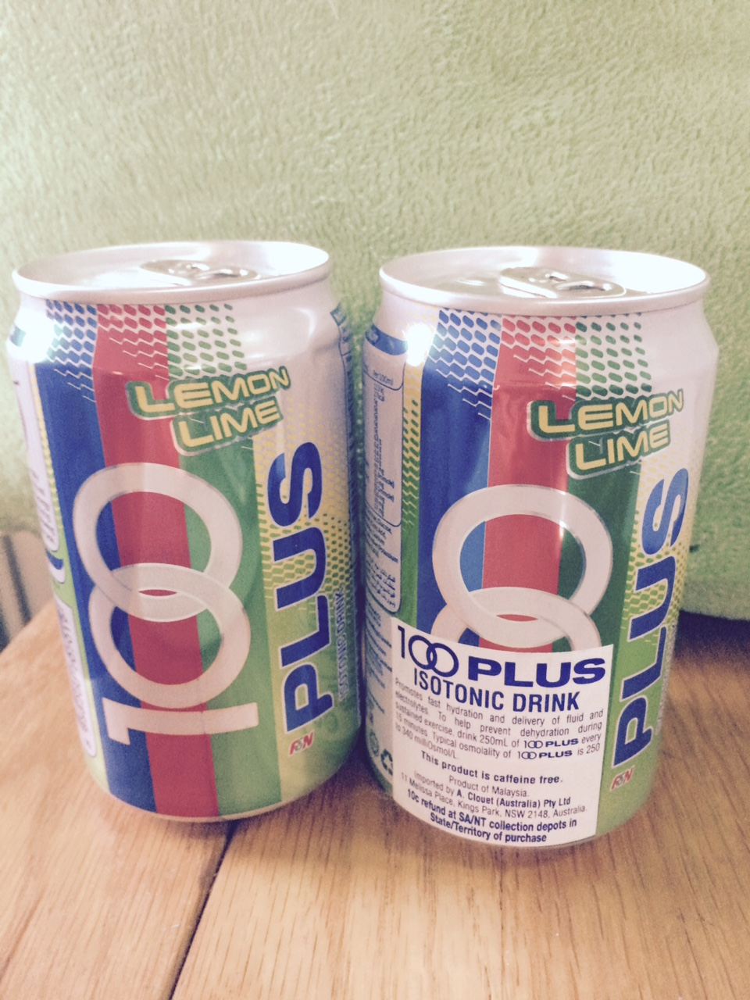 LEMON
LIME
100
PLUS
ISOTONIC DRINK
F&N
LEMON
LIME
PLUS
F&N
100 PLUS
ISOTONIC DRINK
Promotes fast hydration and delivery of fluid and
electrolytes. To help prevent dehydration during
sustained exercise, drink 250mL of 100 PLUS every
15 minutes. Typical osmolality of 100 PLUS is 250
to 340 milliOsmol/L.
This product is caffeine free.
Product of Malaysia.
Imported by A. Clouet (Australia) Pty Ltd
11 Melissa Place, Kings Park, NSW 2148, Australia.
10c refund at SA/NT collection depots in
State/Territory of purchase